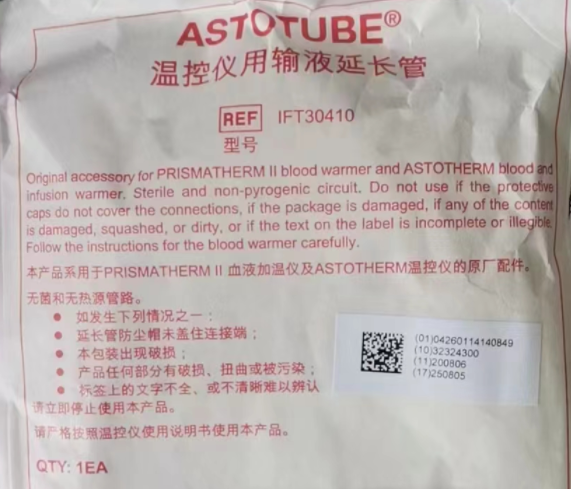 ASTOTUBE®
温控仪用输液延长管
REF IFT30410
型号
Original accessory for PRISMATHERM II blood warmer and ASTOTHERM blood and
infusion warmer. Sterile and non-pyrogenic circuit. Do not use if the protective
caps do not cover the connections, if the package is damaged, if any of the content
is damaged, squashed, or dirty, or if the text on the label is incomplete or illegible.
Follow the instructions for the blood warmer carefully.
本产品系用于PRISMATHERM II 血液加温仪及ASTOTHERM温控仪的原厂配件。
无菌和无热源管路。
● 如发生下列情况之一：
● 延长管防尘帽未盖住连接端；
● 本包装出现破损；
● 产品任何部分有破损、扭曲或被污染；
● 标签上的文字不全、或不清晰难以辨认
请立即停止使用本产品。
请严格按照温控仪使用说明书使用本产品。
QTY: 1EA
(01)04260114140849
(10)32324300
(11)200806
(17)250805